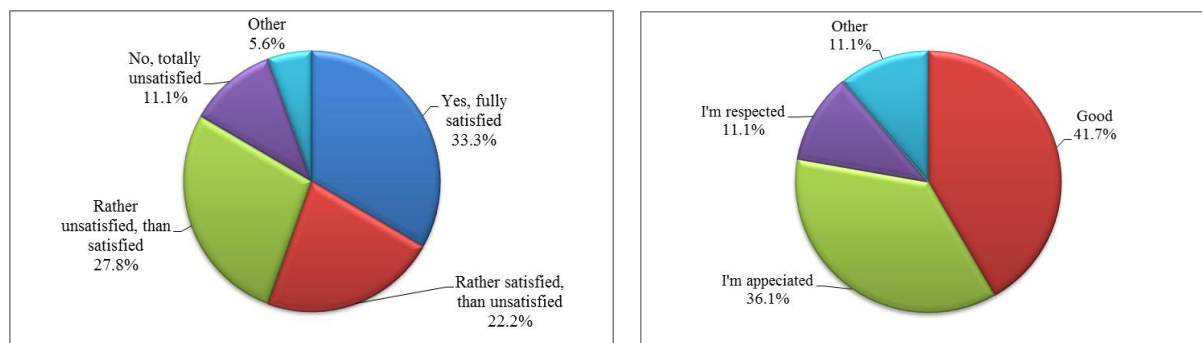 Other
5.6%
No, totally
unsatisfied
11.1%
Yes, fully
satisfied
33.3%
Rather
unsatisfied, than
satisfied
27.8%
Rather satisfied,
than unsatisfied
22.2%
Other
11.1%
I'm respected
11.1%
Good
41.7%
I'm appeciated
36.1%